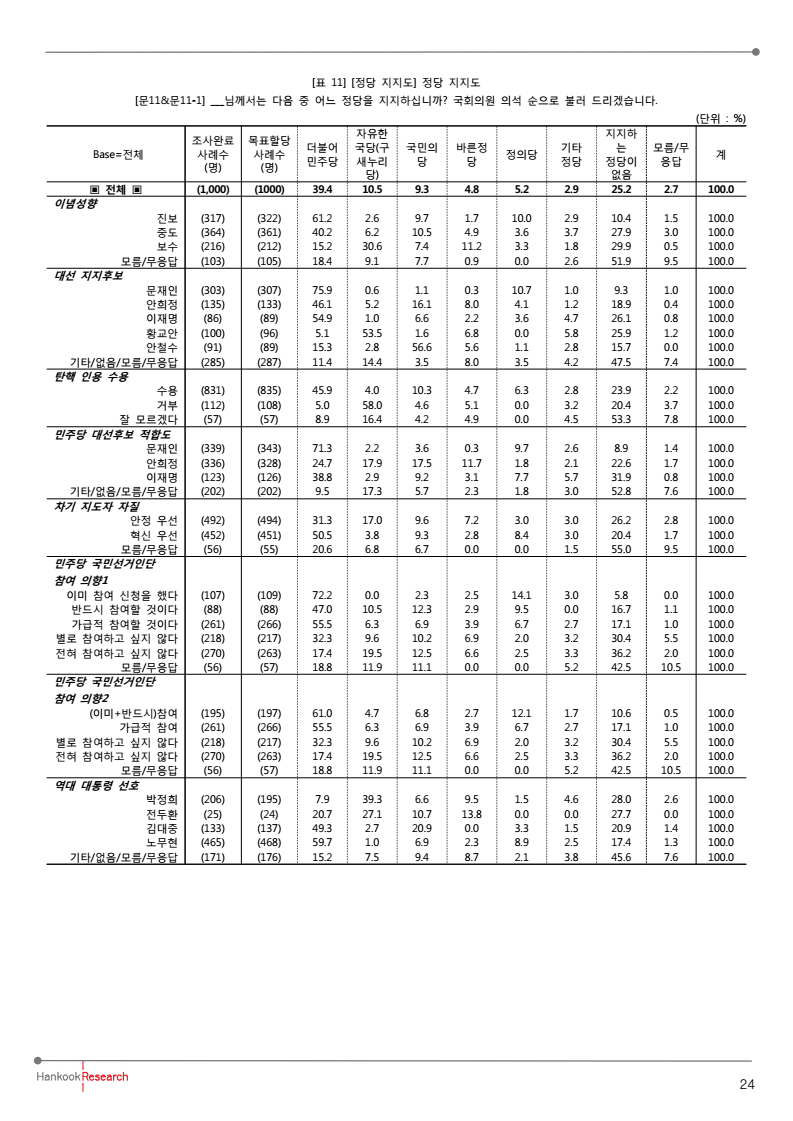 [표 11] [정당 지지도] 정당 지지도
[문11&문11-1] __님께서는 다음 중 어느 정당을 지지하십니까? 국회의원 의석 순으로 불러 드리겠습니다.
(단위 : %)
Base=전체 조사완료 사례수 (명) 목표할당 사례수 (명) 더불어 민주당 자유한국당(구 새누리당) 국민의당 바른정당 정의당 기타 정당 지지하는 정당이 없음 모름/무응답 계
▣ 전체 ▣ (1,000) (1000) 39.4 10.5 9.3 4.8 5.2 2.9 25.2 2.7 100.0
이념성향
진보 (317) (322) 61.2 2.6 9.7 1.7 10.0 2.9 10.4 1.5 100.0
중도 (364) (361) 40.2 6.2 10.5 4.9 3.6 3.7 27.9 3.0 100.0
보수 (216) (212) 15.2 30.6 7.4 11.2 3.3 1.8 29.9 0.5 100.0
모름/무응답 (103) (105) 18.4 9.1 7.7 0.9 0.0 2.6 51.9 9.5 100.0
대선 지지후보
문재인 (303) (307) 75.9 0.6 1.1 0.3 10.7 1.0 9.3 1.0 100.0
안희정 (135) (133) 46.1 5.2 16.1 8.0 4.1 1.2 18.9 0.4 100.0
이재명 (86) (89) 54.9 1.0 6.6 2.2 3.6 4.7 26.1 0.8 100.0
황교안 (100) (96) 5.1 53.5 1.6 6.8 0.0 5.8 25.9 1.2 100.0
안철수 (91) (89) 15.3 2.8 56.6 5.6 1.1 2.8 15.7 0.0 100.0
기타/없음/모름/무응답 (285) (287) 11.4 14.4 3.5 8.0 3.5 4.2 47.5 7.4 100.0
탄핵 인용 수용
수용 (831) (835) 45.9 4.0 10.3 4.7 6.3 2.8 23.9 2.2 100.0
거부 (112) (108) 5.0 58.0 4.6 5.1 0.0 3.2 20.4 3.7 100.0
잘 모르겠다 (57) (57) 8.9 16.4 4.2 4.9 0.0 4.5 53.3 7.8 100.0
민주당 대선후보 적합도
문재인 (339) (343) 71.3 2.2 3.6 0.3 9.7 2.6 8.9 1.4 100.0
안희정 (336) (328) 24.7 17.9 17.5 11.7 1.8 2.1 22.6 1.7 100.0
이재명 (123) (126) 38.8 2.9 9.2 3.1 7.7 5.7 31.9 0.8 100.0
기타/없음/모름/무응답 (202) (202) 9.5 17.3 5.7 2.3 1.8 3.0 52.8 7.6 100.0
차기 지도자 자질
안정 우선 (492) (494) 31.3 17.0 9.6 7.2 3.0 3.0 26.2 2.8 100.0
혁신 우선 (452) (451) 50.5 3.8 9.3 2.8 8.4 3.0 20.4 1.7 100.0
모름/무응답 (56) (55) 20.6 6.8 6.7 0.0 0.0 1.5 55.0 9.5 100.0
민주당 국민선거인단
참여 의향1
이미 참여 신청을 했다 (107) (109) 72.2 0.0 2.3 2.5 14.1 3.0 5.8 0.0 100.0
반드시 참여할 것이다 (88) (88) 47.0 10.5 12.3 2.9 9.5 0.0 16.7 1.1 100.0
가급적 참여할 것이다 (261) (266) 55.5 6.3 6.9 3.9 6.7 2.7 17.1 1.0 100.0
별로 참여하고 싶지 않다 (218) (217) 32.3 9.6 10.2 6.9 2.0 3.2 30.4 5.5 100.0
전혀 참여하고 싶지 않다 (270) (263) 17.4 19.5 12.5 6.6 2.5 3.3 36.2 2.0 100.0
모름/무응답 (56) (57) 18.8 11.9 11.1 0.0 0.0 5.2 42.5 10.5 100.0
민주당 국민선거인단
참여 의향2
(이미+반드시)참여 (195) (197) 61.0 4.7 6.8 2.7 12.1 1.7 10.6 0.5 100.0
가급적 참여 (261) (266) 55.5 6.3 6.9 3.9 6.7 2.7 17.1 1.0 100.0
별로 참여하고 싶지 않다 (218) (217) 32.3 9.6 10.2 6.9 2.0 3.2 30.4 5.5 100.0
전혀 참여하고 싶지 않다 (270) (263) 17.4 19.5 12.5 6.6 2.5 3.3 36.2 2.0 100.0
모름/무응답 (56) (57) 18.8 11.9 11.1 0.0 0.0 5.2 42.5 10.5 100.0
역대 대통령 선호
박정희 (206) (195) 7.9 39.3 6.6 9.5 1.5 4.6 28.0 2.6 100.0
전두환 (25) (24) 20.7 27.1 10.7 13.8 0.0 0.0 27.7 0.0 100.0
김대중 (133) (137) 49.3 2.7 20.9 0.0 3.3 1.5 20.9 1.4 100.0
노무현 (465) (468) 59.7 1.0 6.9 2.3 8.9 2.5 17.4 1.3 100.0
기타/없음/모름/무응답 (171) (176) 15.2 7.5 9.4 8.7 2.1 3.8 45.6 7.6 100.0
Hankook Research
24